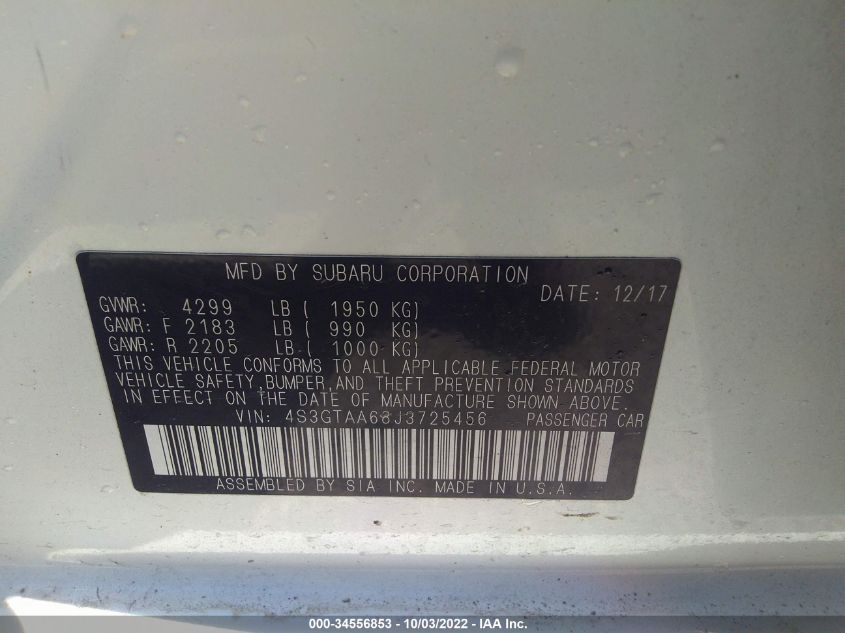 MFD BY SUBARU CORPORATION
DATE: 12/17
GVWR: 4299 LB ( 1950 KG)
GAWR: F 2183 LB ( 990 KG)
GAWR: R 2205 LB ( 1000 KG)
THIS VEHICLE CONFORMS TO ALL APPLICABLE FEDERAL MOTOR
VEHICLE SAFETY, BUMPER, AND THEFT PREVENTION STANDARDS
IN EFFECT ON THE DATE OF MANUFACTURE SHOWN ABOVE.
VIN: 4S3GTAA68J3725456 PASSENGER CAR
ASSEMBLED BY SIA INC. MADE IN U.S.A.
000-34556853 - 10/03/2022 - IAA Inc.